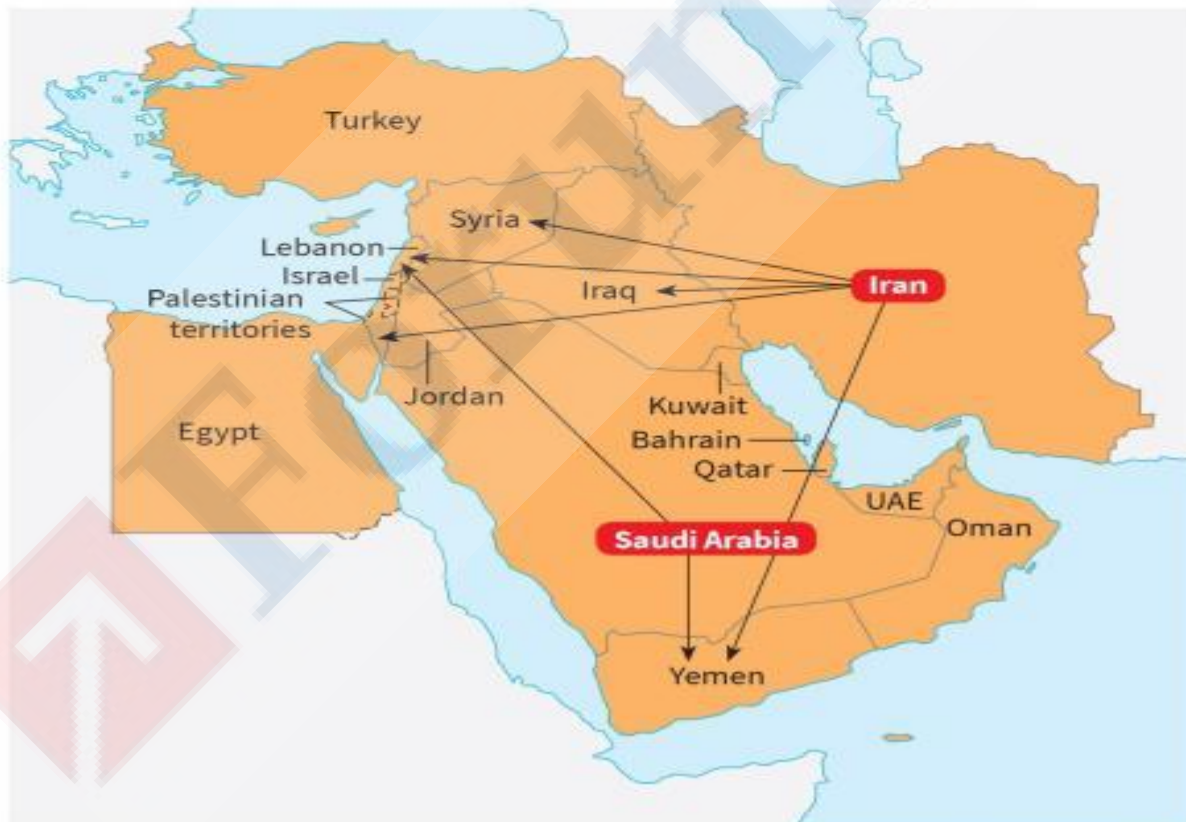 Turkey
Syria
Lebanon
Israel
Palestinian
territories
Iraq
Iran
Jordan
Egypt
Kuwait
Bahrain
Qatar
UAE
Oman
Saudi Arabia
Yemen